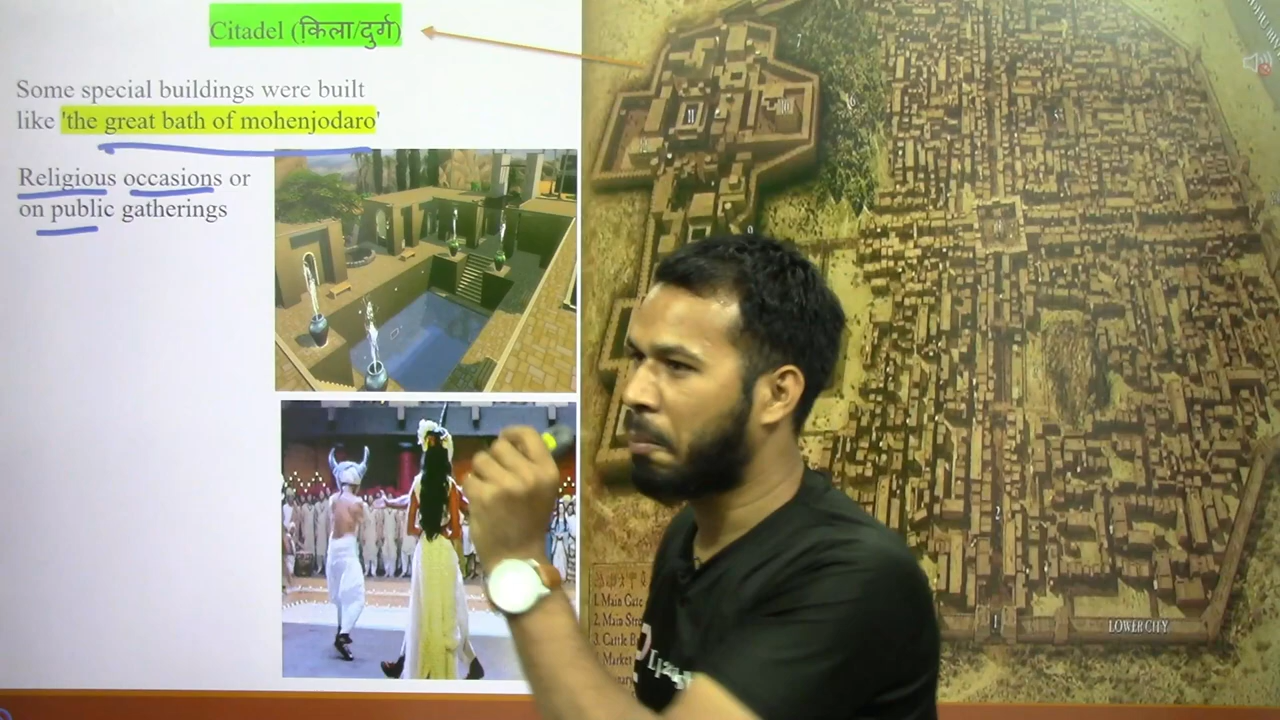 Citadel (क़िला/दुर्ग)
Some special buildings were built
like 'the great bath of mohenjodaro'
Religious occasions or
on public gatherings
1. Main Gate
2. Main Stre
3. Cattle B
Market
LOWER CITY